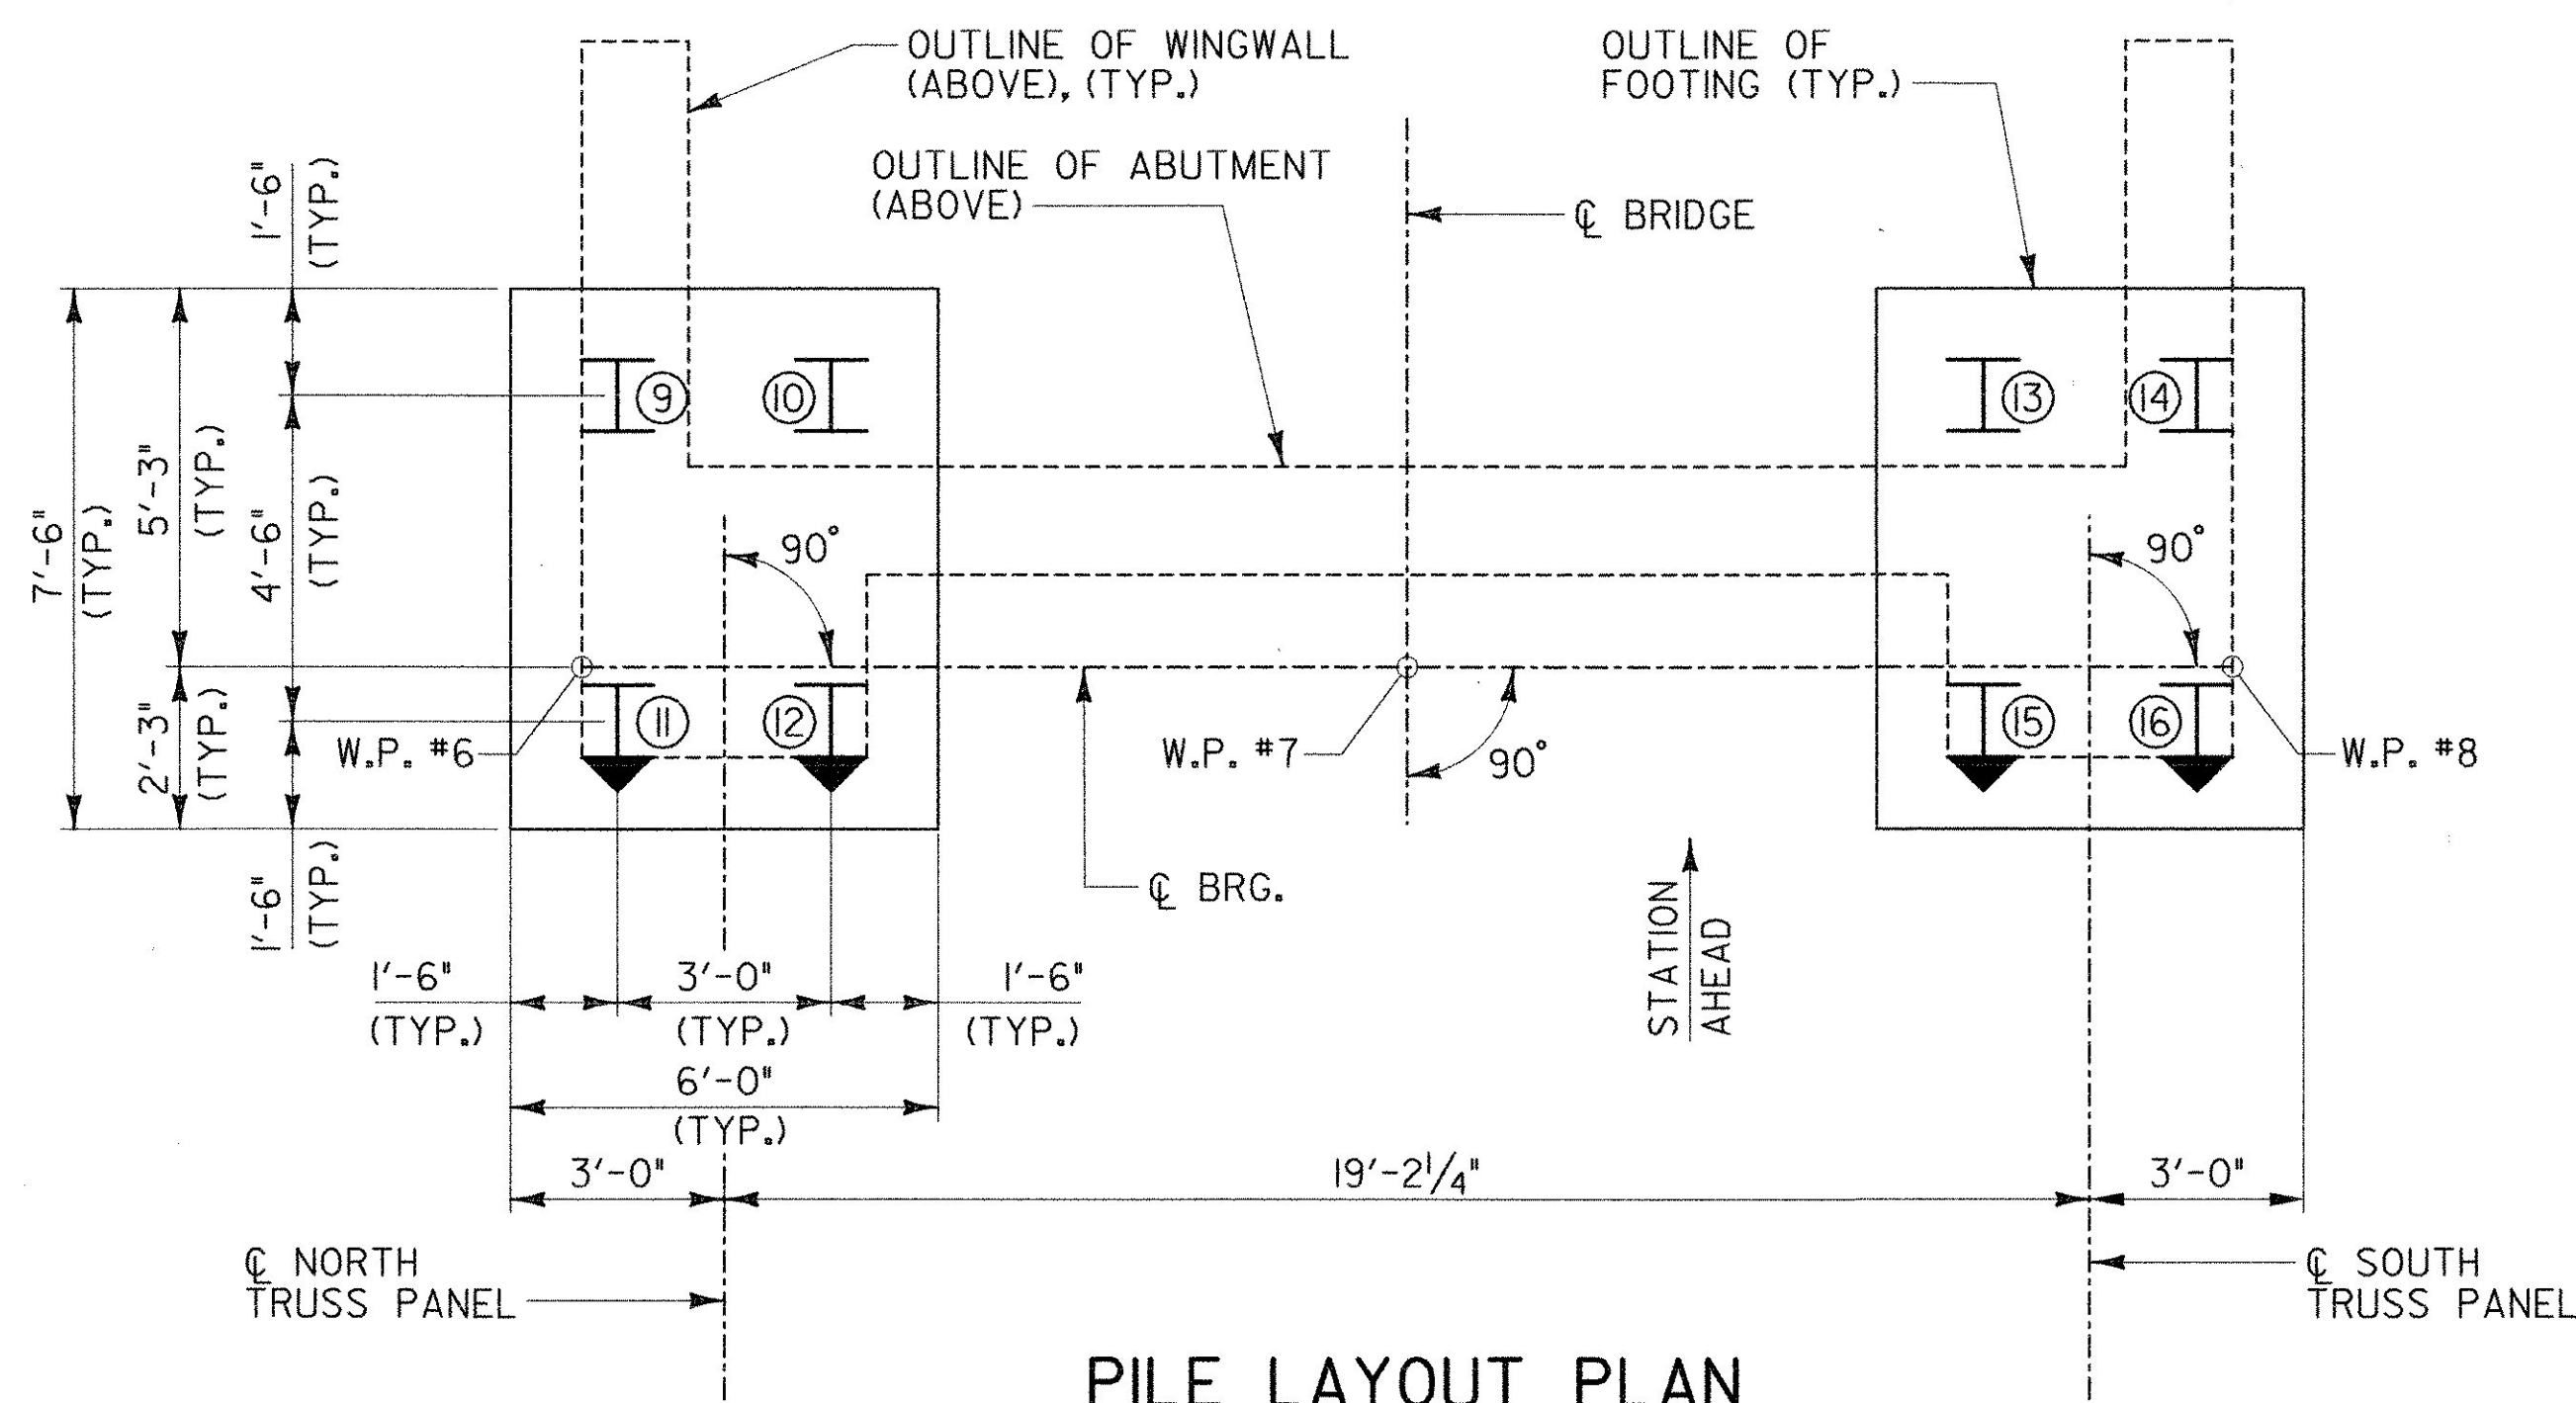 OUTLINE OF WINGWALL
(ABOVE), (TYP.)
OUTLINE OF
FOOTING (TYP.)
OUTLINE OF ABUTMENT
(ABOVE)
℄ BRIDGE
1'-6"
(TYP.)
7'-6"
(TYP.)
5'-3"
(TYP.)
4'-6"
(TYP.)
2'-3"
(TYP.)
1'-6"
(TYP.)
9
10
13
14
90°
90°
11
12
15
16
W.P. #6
W.P. #7
90°
W.P. #8
℄ BRG.
STATION
AHEAD
1'-6"
(TYP.)
3'-0"
(TYP.)
1'-6"
(TYP.)
6'-0"
(TYP.)
3'-0"
19'-2 1/4"
3'-0"
℄ NORTH
TRUSS PANEL
℄ SOUTH
TRUSS PANEL
PILE LAYOUT PLAN